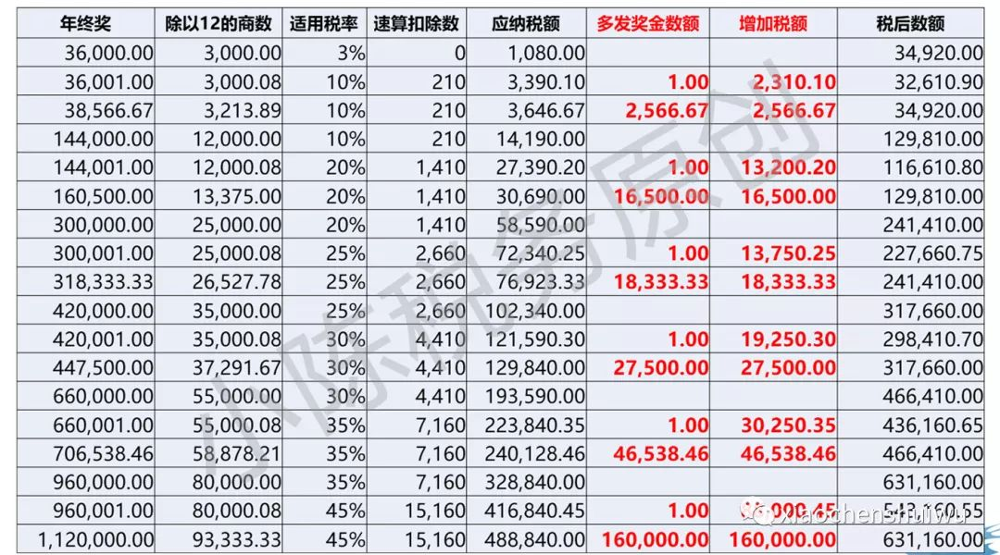 年终奖 除以12的商数 适用税率 速算扣除数 应纳税额 多发奖金数额 增加税额 税后数额
36,000.00 3,000.00 3% 0 1,080.00 34,920.00
36,001.00 3,000.08 10% 210 3,390.10 1.00 2,310.10 32,610.90
38,566.67 3,213.89 10% 210 3,646.67 2,566.67 2,566.67 34,920.00
144,000.00 12,000.00 10% 210 14,190.00 129,810.00
144,001.00 12,000.08 20% 1,410 27,390.20 1.00 13,200.20 116,610.80
160,500.00 13,375.00 20% 1,410 30,690.00 16,500.00 16,500.00 129,810.00
300,000.00 25,000.00 20% 1,410 58,590.00 241,410.00
300,001.00 25,000.08 25% 2,660 72,340.25 1.00 13,750.25 227,660.75
318,333.33 26,527.78 25% 2,660 76,923.33 18,333.33 18,333.33 241,410.00
420,000.00 35,000.00 25% 2,660 102,340.00 317,660.00
420,001.00 35,000.08 30% 4,410 121,590.30 1.00 19,250.30 298,410.70
447,500.00 37,291.67 30% 4,410 129,840.00 27,500.00 27,500.00 317,660.00
660,000.00 55,000.00 30% 4,410 193,590.00 466,410.00
660,001.00 55,000.08 35% 7,160 223,840.35 1.00 30,250.35 436,160.65
706,538.46 58,878.21 35% 7,160 240,128.46 46,538.46 46,538.46 466,410.00
960,000.00 80,000.00 35% 7,160 328,840.00 631,160.00
960,001.00 80,000.08 45% 15,160 416,840.45 1.00
xiaochenshuiwu
1,120,000.00 93,333.33 45% 15,160 488,840.00 160,000.00 160,000.00 631,160.00
小陈税务原创